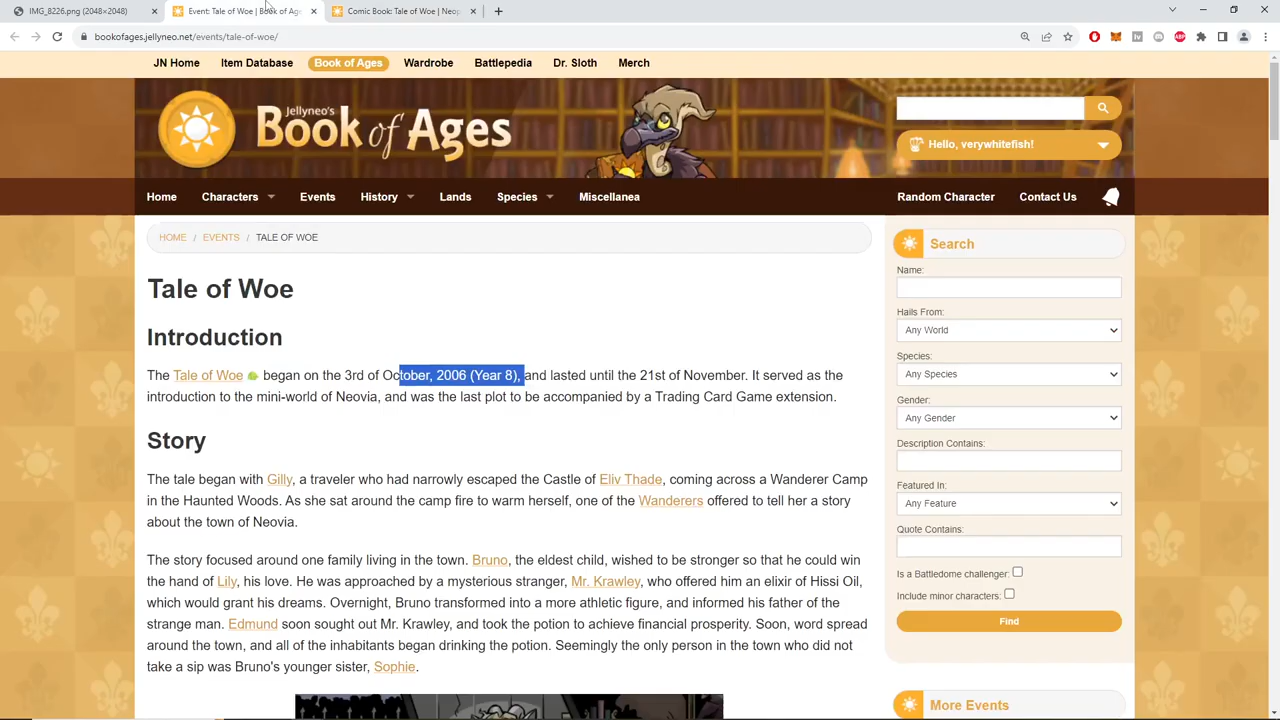 IMG_8226.png (2048×2048)
Event: Tale of Woe | Book of Age
Comic Book: Tale of Woe | Neop
bookofages.jellyneo.net/events/tale-of-woe/
JN Home
Item Database
Book of Ages
Wardrobe
Battlepedia
Dr. Sloth
Merch
Jellyneo's
Book of Ages
Hello, verywhitefish!
Home
Characters
Events
History
Lands
Species
Miscellanea
Random Character
Contact Us
HOME / EVENTS / TALE OF WOE
Tale of Woe
Introduction
The Tale of Woe began on the 3rd of October, 2006 (Year 8), and lasted until the 21st of November. It served as the
introduction to the mini-world of Neovia, and was the last plot to be accompanied by a Trading Card Game extension.
Story
The tale began with Gilly, a traveler who had narrowly escaped the Castle of Eliv Thade, coming across a Wanderer Camp
in the Haunted Woods. As she sat around the camp fire to warm herself, one of the Wanderers offered to tell her a story
about the town of Neovia.
The story focused around one family living in the town. Bruno, the eldest child, wished to be stronger so that he could win
the hand of Lily, his love. He was approached by a mysterious stranger, Mr. Krawley, who offered him an elixir of Hissi Oil,
which would grant his dreams. Overnight, Bruno transformed into a more athletic figure, and informed his father of the
strange man. Edmund soon sought out Mr. Krawley, and took the potion to achieve financial prosperity. Soon, word spread
around the town, and all of the inhabitants began drinking the potion. Seemingly the only person in the town who did not
take a sip was Bruno's younger sister, Sophie.
Search
Name:
Hails From:
Any World
Species:
Any Species
Gender:
Any Gender
Description Contains:
Featured In:
Any Feature
Quote Contains:
Is a Battledome challenger:
Include minor characters:
Find
More Events